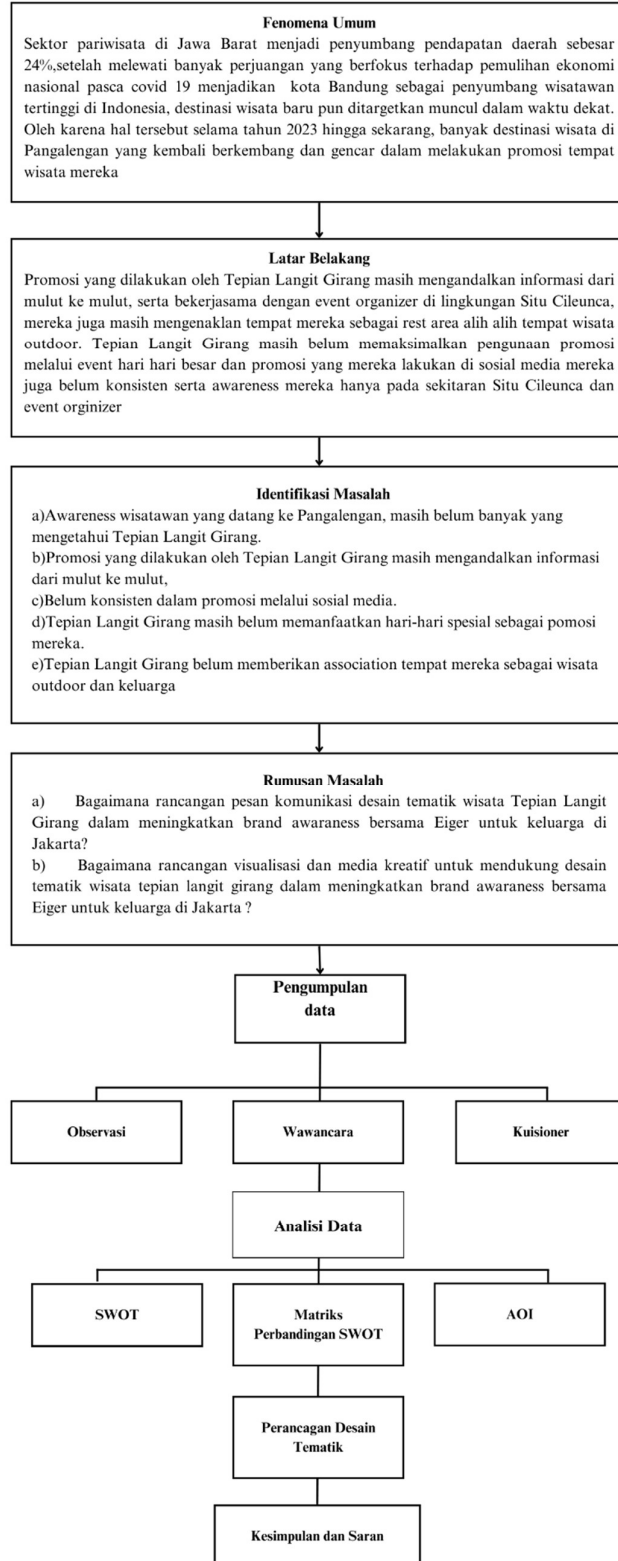 Fenomena Umum
Sektor pariwisata di Jawa Barat menjadi penyumbang pendapatan daerah sebesar
24%,setelah melewati banyak perjuangan yang berfokus terhadap pemulihan ekonomi
nasional pasca covid 19 menjadikan kota Bandung sebagai penyumbang wisatawan
tertinggi di Indonesia, destinasi wisata baru pun ditargetkan muncul dalam waktu dekat.
Oleh karena hal tersebut selama tahun 2023 hingga sekarang, banyak destinasi wisata di
Pangalengan yang kembali berkembang dan gencar dalam melakukan promosi tempat
wisata mereka
Latar Belakang
Promosi yang dilakukan oleh Tepian Langit Girang masih mengandalkan informasi dari
mulut ke mulut, serta bekerjasama dengan event organizer di lingkungan Situ Cileunca,
mereka juga masih mengenaklan tempat mereka sebagai rest area alih alih tempat wisata
outdoor. Tepian Langit Girang masih belum memaksimalkan pengunaan promosi
melalui event hari hari besar dan promosi yang mereka lakukan di sosial media mereka
juga belum konsisten serta awareness mereka hanya pada sekitaran Situ Cileunca dan
event orginizer
Identifikasi Masalah
a)Awareness wisatawan yang datang ke Pangalengan, masih belum banyak yang
mengetahui Tepian Langit Girang.
b)Promosi yang dilakukan oleh Tepian Langit Girang masih mengandalkan informasi
dari mulut ke mulut,
c)Belum konsisten dalam promosi melalui sosial media.
d)Tepian Langit Girang masih belum memanfaatkan hari-hari spesial sebagai pomosi
mereka.
e)Tepian Langit Girang belum memberikan association tempat mereka sebagai wisata
outdoor dan keluarga
Rumusan Masalah
a) Bagaimana rancangan pesan komunikasi desain tematik wisata Tepian Langit
Girang dalam meningkatkan brand awaraness bersama Eiger untuk keluarga di
Jakarta?
b) Bagaimana rancangan visualisasi dan media kreatif untuk mendukung desain
tematik wisata tepian langit girang dalam meningkatkan brand awaraness bersama
Eiger untuk keluarga di Jakarta ?
Pengumpulan
data
Observasi
Wawancara
Kuisioner
Analisi Data
SWOT
Matriks
Perbandingan SWOT
AOI
Perancagan Desain
Tematik
Kesimpulan dan Saran